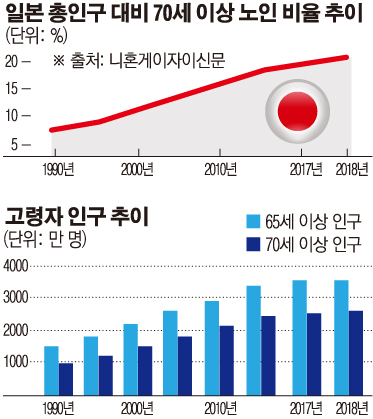 일본 총인구 대비 70세 이상 노인 비율 추이
(단위: %)
※ 출처: 니혼게이자이신문
20
15
10
5
1990년 2000년 2010년 2017년 2018년
고령자 인구 추이
(단위: 만 명)
65세 이상 인구
70세 이상 인구
4000
3000
2000
1000
1990년 2000년 2010년 2017년 2018년